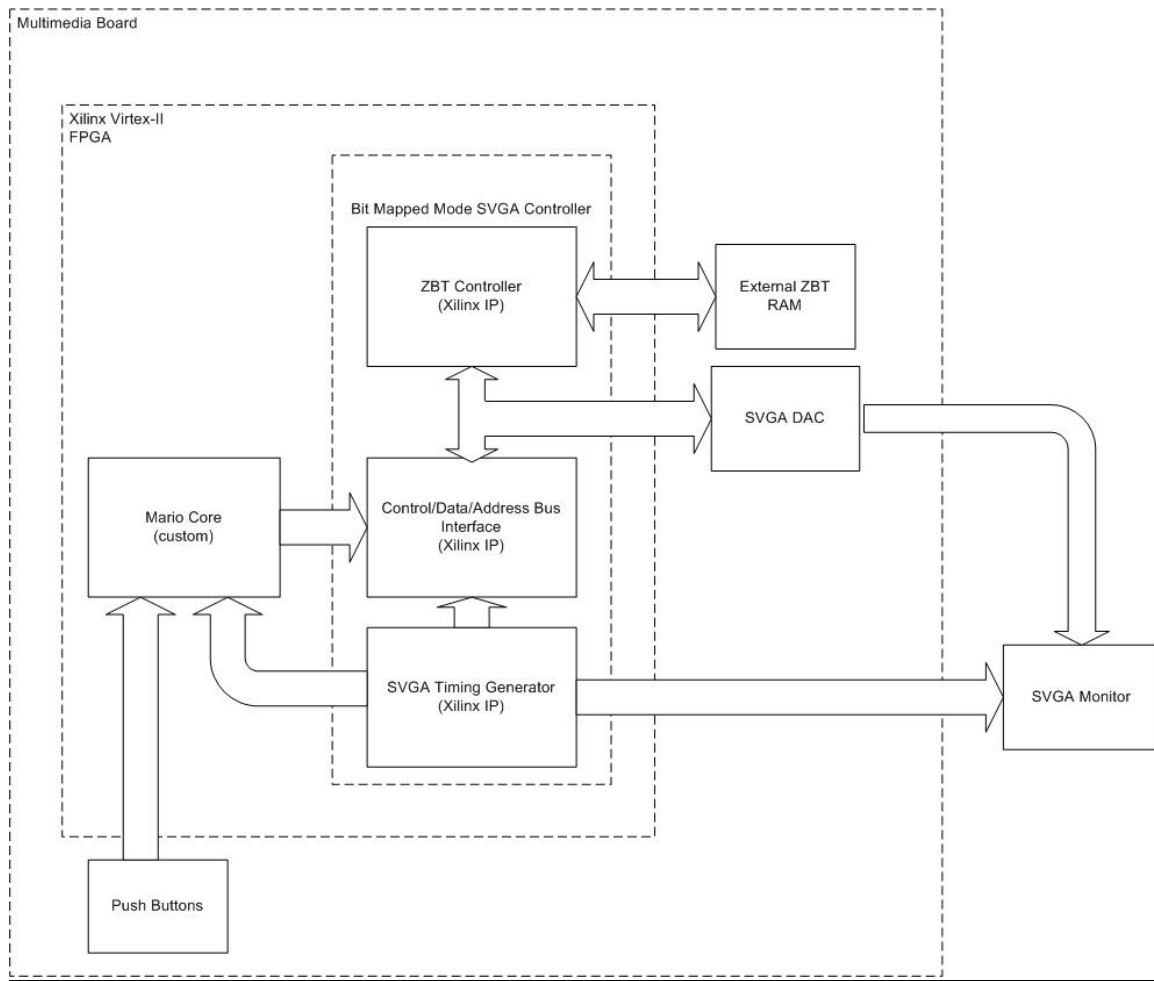 Multimedia Board
Xilinx Virtex-II
FPGA
Bit Mapped Mode SVGA Controller
ZBT Controller
(Xilinx IP)
External ZBT
RAM
SVGA DAC
Mario Core
(custom)
Control/Data/Address Bus
Interface
(Xilinx IP)
SVGA Timing Generator
(Xilinx IP)
SVGA Monitor
Push Buttons